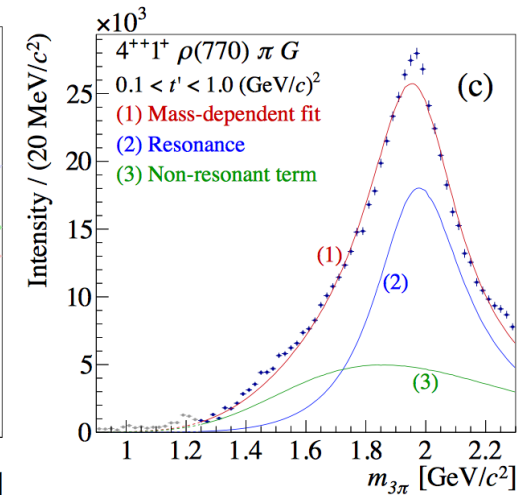 ×10³
4⁺⁺1⁺ ρ(770) π G
0.1 < t' < 1.0 (GeV/c)²
(c)
(1) Mass-dependent fit
(2) Resonance
(3) Non-resonant term
Intensity / (20 MeV/c²)
25
20
15
10
5
0
(1)
(2)
(3)
1 1.2 1.4 1.6 1.8 2 2.2
m₃π [GeV/c²]